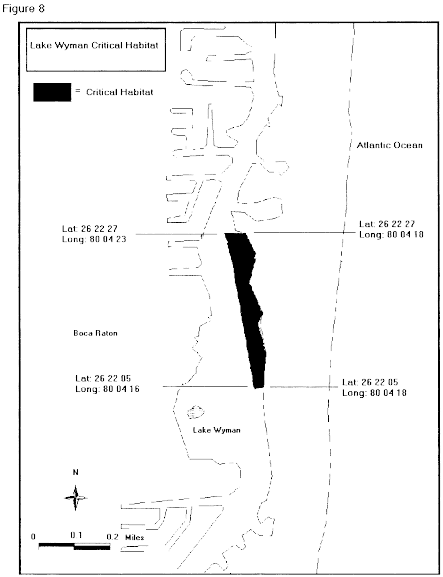 Figure 8
Lake Wyman Critical Habitat
= Critical Habitat
Atlantic Ocean
Lat: 26 22 27
Long: 80 04 23
Lat: 26 22 27
Long: 80 04 18
Boca Raton
Lat: 26 22 05
Long: 80 04 16
Lat: 26 22 05
Long: 80 04 18
Lake Wyman
N
0 0.1 0.2 Miles